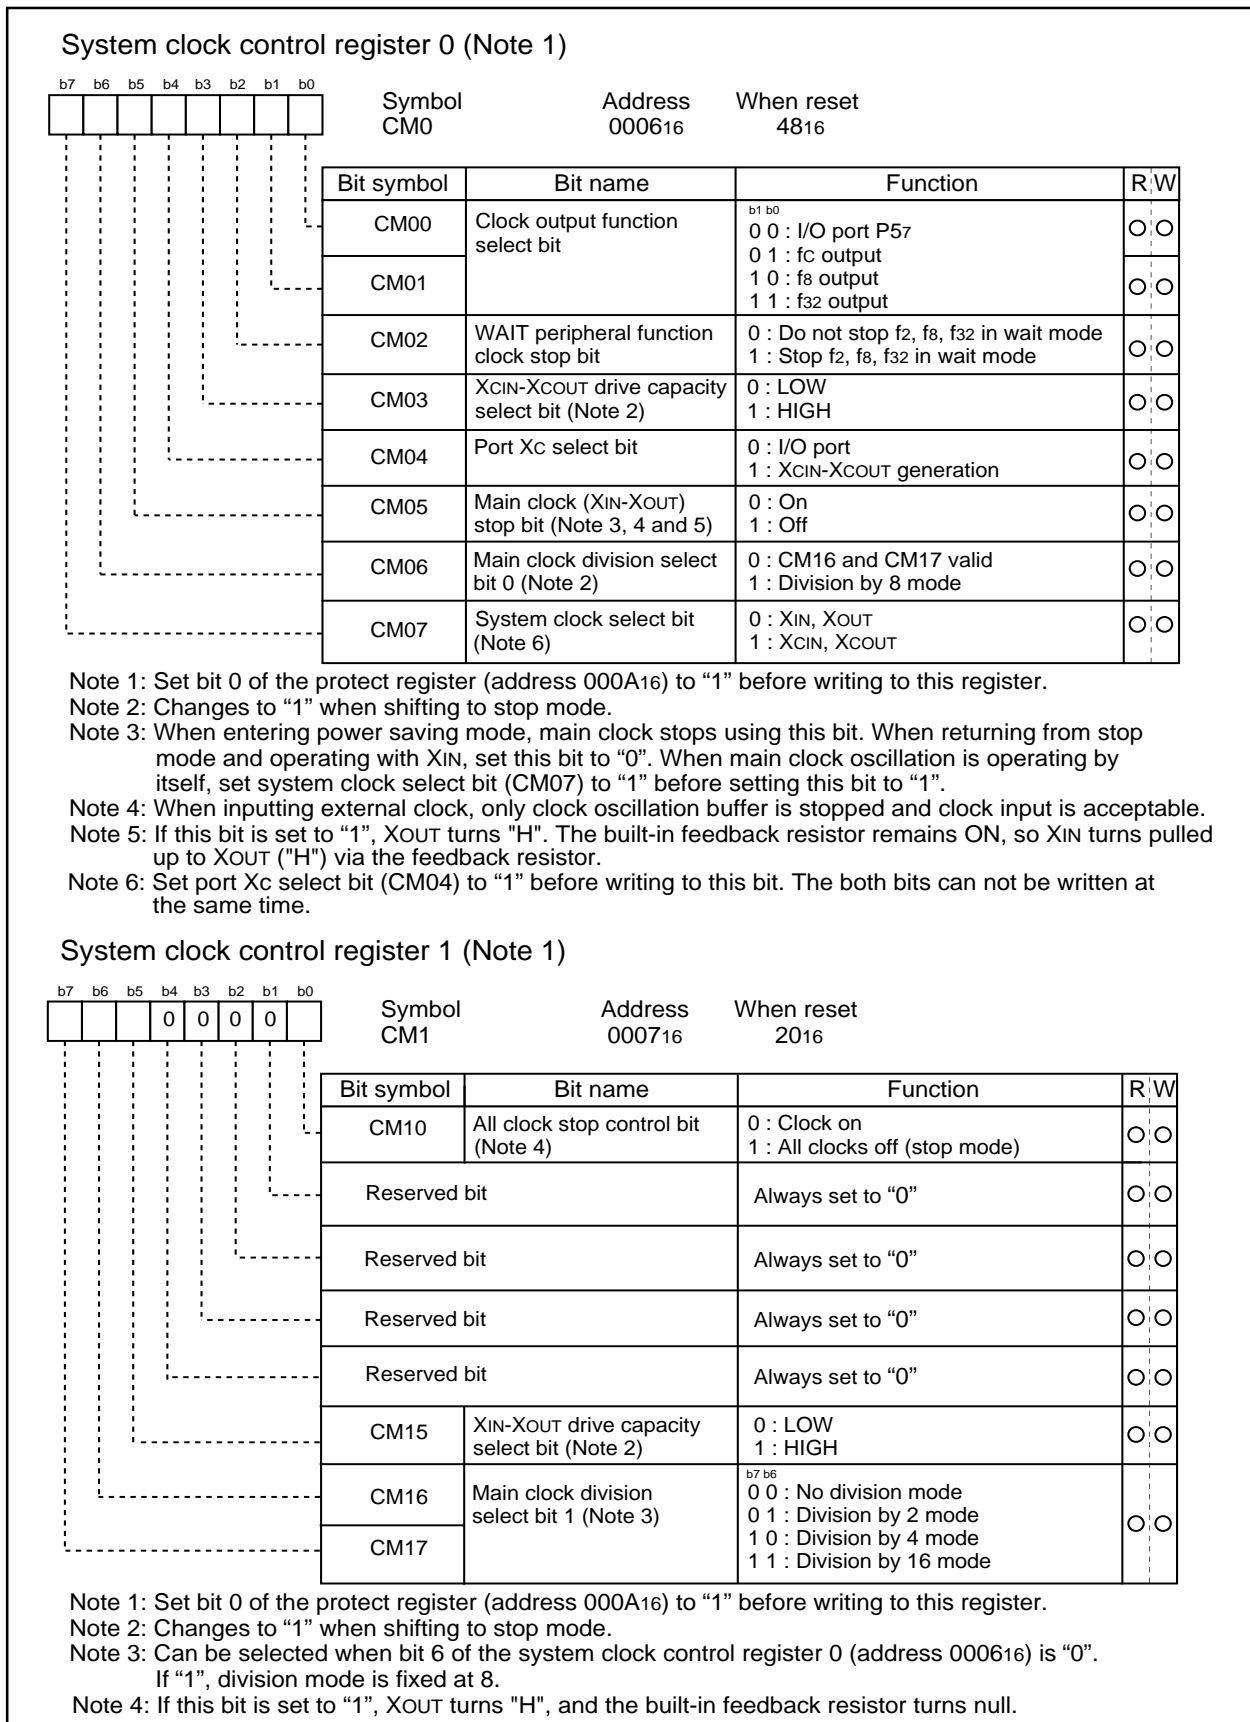 System clock control register 0 (Note 1)
b7 b6 b5 b4 b3 b2 b1 b0
Symbol Address When reset
CM0 000616 4816
Bit symbol Bit name Function R W
CM00 Clock output function select bit b1 b0
0 0 : I/O port P57
0 1 : fC output
CM01 1 0 : f8 output
1 1 : f32 output
CM02 WAIT peripheral function 0 : Do not stop f2, f8, f32 in wait mode
clock stop bit 1 : Stop f2, f8, f32 in wait mode
CM03 XCIN-XCOUT drive capacity 0 : LOW
select bit (Note 2) 1 : HIGH
CM04 Port XC select bit 0 : I/O port
1 : XCIN-XCOUT generation
CM05 Main clock (XIN-XOUT) 0 : On
stop bit (Note 3, 4 and 5) 1 : Off
CM06 Main clock division select 0 : CM16 and CM17 valid
bit 0 (Note 2) 1 : Division by 8 mode
CM07 System clock select bit 0 : XIN, XOUT
(Note 6) 1 : XCIN, XCOUT
Note 1: Set bit 0 of the protect register (address 000A16) to “1” before writing to this register.
Note 2: Changes to “1” when shifting to stop mode.
Note 3: When entering power saving mode, main clock stops using this bit. When returning from stop
mode and operating with XIN, set this bit to “0”. When main clock oscillation is operating by
itself, set system clock select bit (CM07) to “1” before setting this bit to “1”.
Note 4: When inputting external clock, only clock oscillation buffer is stopped and clock input is acceptable.
Note 5: If this bit is set to “1”, XOUT turns "H". The built-in feedback resistor remains ON, so XIN turns pulled
up to XOUT ("H") via the feedback resistor.
Note 6: Set port Xc select bit (CM04) to “1” before writing to this bit. The both bits can not be written at
the same time.
System clock control register 1 (Note 1)
b7 b6 b5 b4 b3 b2 b1 b0
0 0 0 0
Symbol Address When reset
CM1 000716 2016
Bit symbol Bit name Function R W
CM10 All clock stop control bit 0 : Clock on
(Note 4) 1 : All clocks off (stop mode)
Reserved bit Always set to “0”
Reserved bit Always set to “0”
Reserved bit Always set to “0”
Reserved bit Always set to “0”
CM15 XIN-XOUT drive capacity 0 : LOW
select bit (Note 2) 1 : HIGH
b7 b6
CM16 Main clock division 0 0 : No division mode
select bit 1 (Note 3) 0 1 : Division by 2 mode
CM17 1 0 : Division by 4 mode
1 1 : Division by 16 mode
Note 1: Set bit 0 of the protect register (address 000A16) to “1” before writing to this register.
Note 2: Changes to “1” when shifting to stop mode.
Note 3: Can be selected when bit 6 of the system clock control register 0 (address 000616) is “0”.
If “1”, division mode is fixed at 8.
Note 4: If this bit is set to “1”, XOUT turns "H", and the built-in feedback resistor turns null.